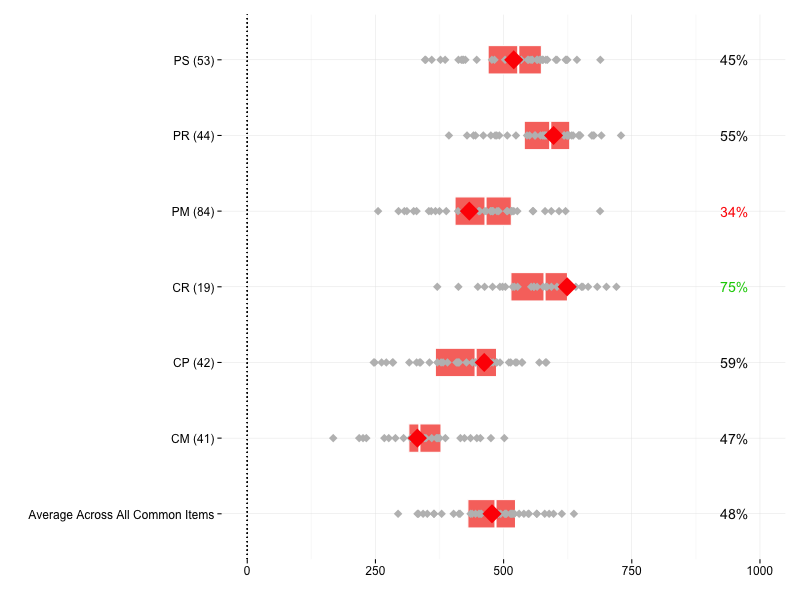 PS (53) 45%
PR (44) 55%
PM (84) 34%
CR (19) 75%
CP (42) 59%
CM (41) 47%
Average Across All Common Items 48%
0 250 500 750 1000